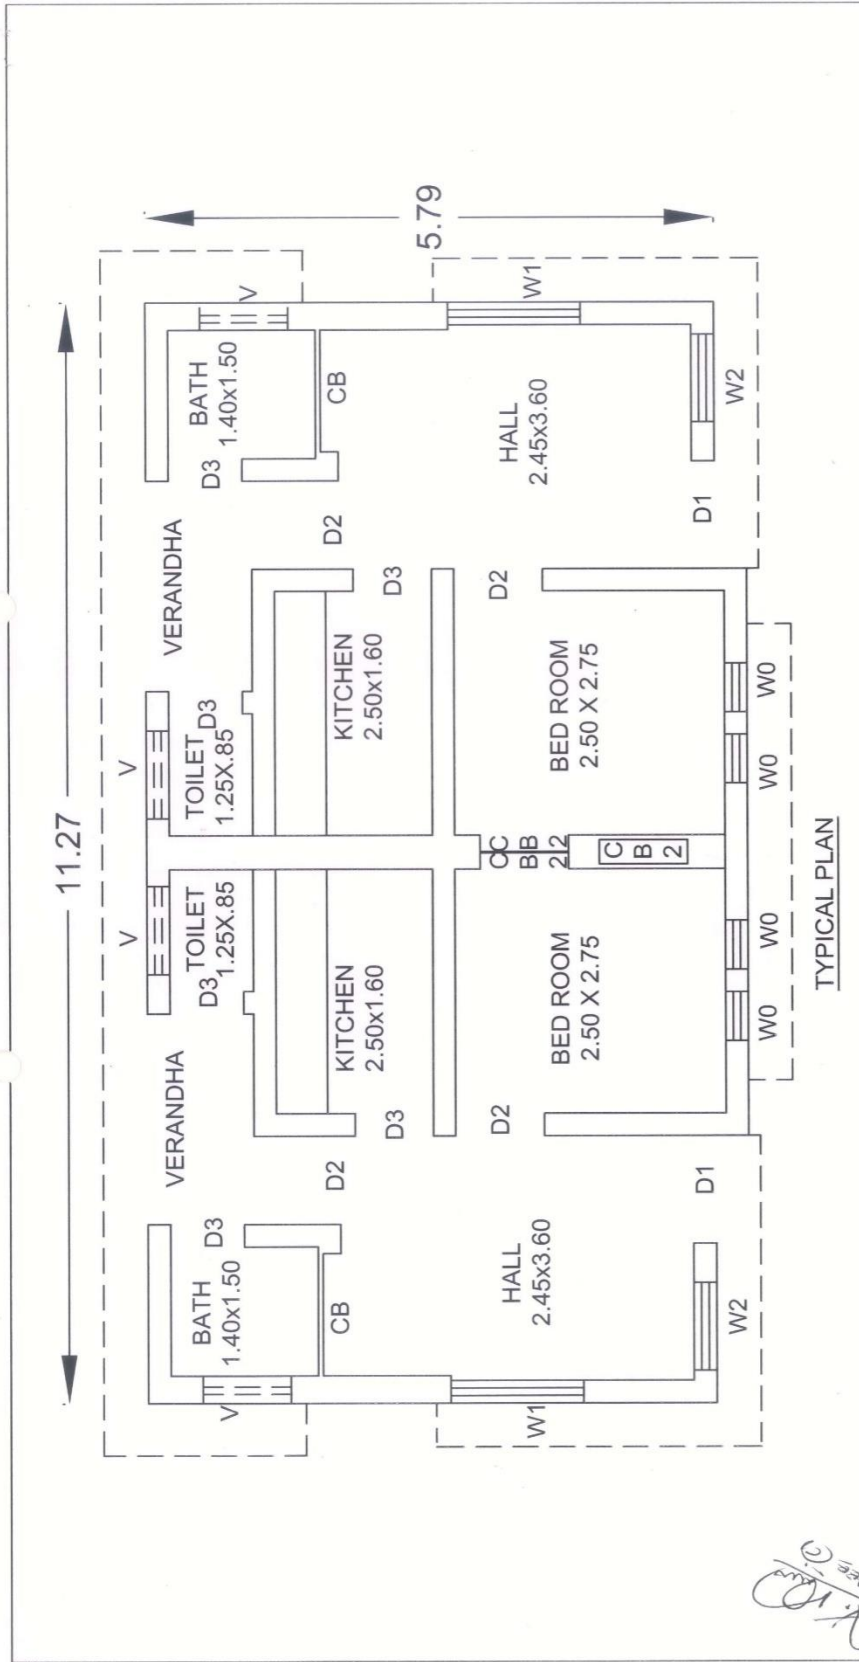 11.27
V V
VERANDHA VERANDHA
BATH
1.40x1.50
D3
D3
TOILET
1.25X.85
TOILET
1.25X.85
D3
D3
BATH
1.40x1.50
V
V
5.79
CB
D2
KITCHEN
2.50x1.60
KITCHEN
2.50x1.60
D2
CB
D3
D3
W1
HALL
2.45x3.60
D2
BED ROOM
2.50 X 2.75
CB2
CB2
BED ROOM
2.50 X 2.75
D2
HALL
2.45x3.60
W1
CB2
W2
D1
D1
W2
W0 W0 W0 W0
TYPICAL PLAN